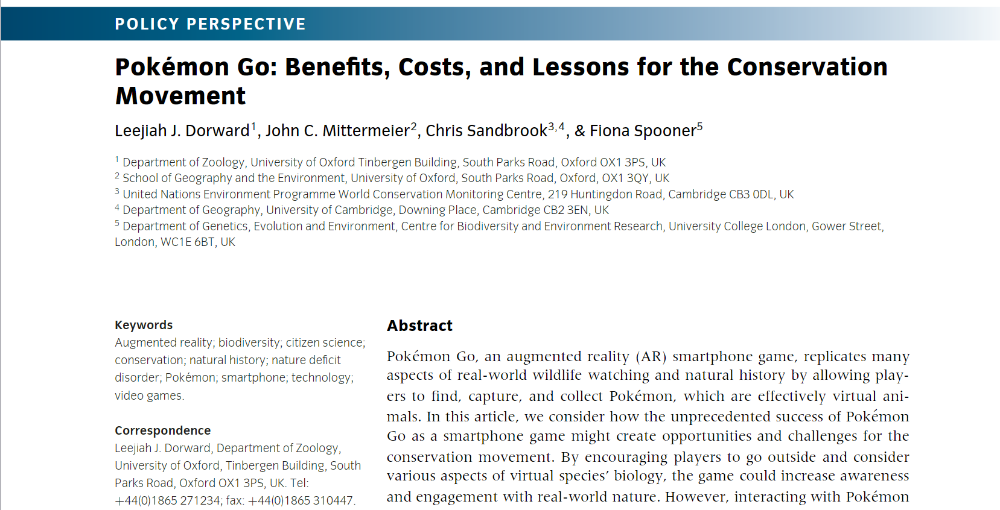 POLICY PERSPECTIVE
Pokémon Go: Benefits, Costs, and Lessons for the Conservation
Movement
Leejiah J. Dorward1, John C. Mittermeier2, Chris Sandbrook3,4, & Fiona Spooner5
1 Department of Zoology, University of Oxford Tinbergen Building, South Parks Road, Oxford OX1 3PS, UK
2 School of Geography and the Environment, University of Oxford, South Parks Road, Oxford, OX1 3QY, UK
3 United Nations Environment Programme World Conservation Monitoring Centre, 219 Huntingdon Road, Cambridge CB3 0DL, UK
4 Department of Geography, University of Cambridge, Downing Place, Cambridge CB2 3EN, UK
5 Department of Genetics, Evolution and Environment, Centre for Biodiversity and Environment Research, University College London, Gower Street,
London, WC1E 6BT, UK
Keywords
Augmented reality; biodiversity; citizen science;
conservation; natural history; nature deficit
disorder; Pokémon; smartphone; technology;
video games.
Correspondence
Leejiah J. Dorward, Department of Zoology,
University of Oxford, Tinbergen Building, South
Parks Road, Oxford OX1 3PS, UK. Tel:
+44(0)1865 271234; fax: +44(0)1865 310447.
Abstract
Pokémon Go, an augmented reality (AR) smartphone game, replicates many
aspects of real-world wildlife watching and natural history by allowing play-
ers to find, capture, and collect Pokémon, which are effectively virtual ani-
mals. In this article, we consider how the unprecedented success of Pokémon
Go as a smartphone game might create opportunities and challenges for the
conservation movement. By encouraging players to go outside and consider
various aspects of virtual species’ biology, the game could increase awareness
and engagement with real-world nature. However, interacting with Pokémon